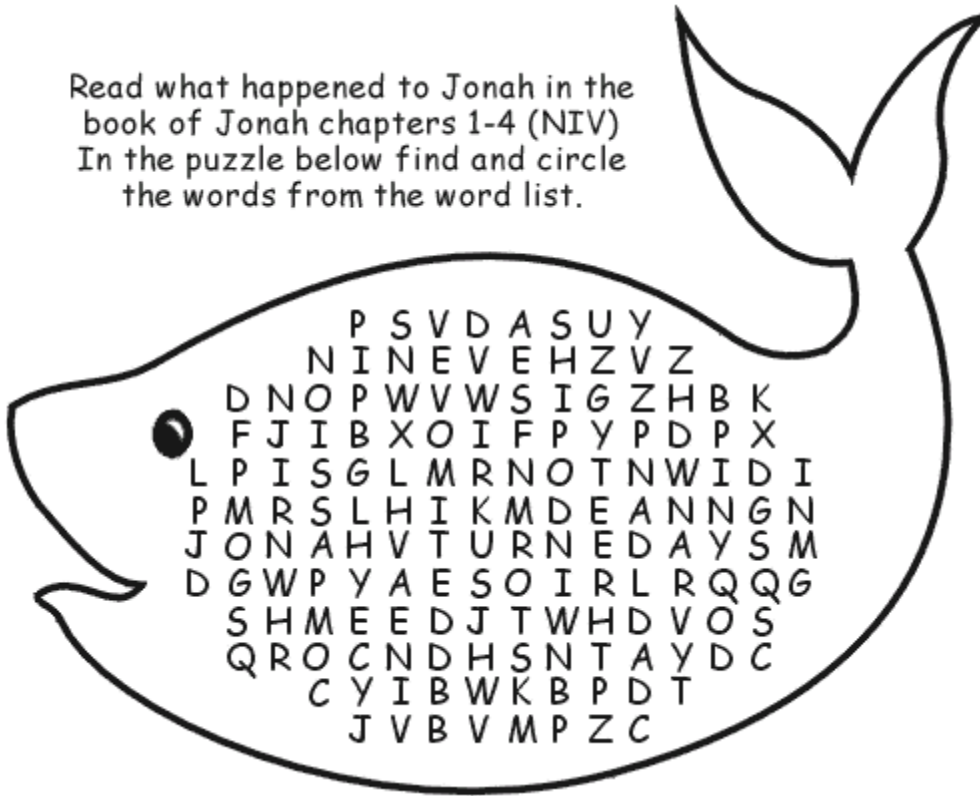 Read what happened to Jonah in the
book of Jonah chapters 1-4 (NIV)
In the puzzle below find and circle
the words from the word list.
P S V D A S U Y
N I N E V E H Z V Z
D N O P W V W S I G Z H B K
F J I B X O I F P Y P D P X
L P I S G L M R N O T N W I D I
P M R S L H I K M D E A N N G N
J O N A H V T U R N E D A Y S M
D G W P Y A E S O I R L R Q Q G
S H M E E D J T W H D V O S
Q R O C N D H S N T A Y D C
C Y I B W K B P D T
J V B V M P Z C